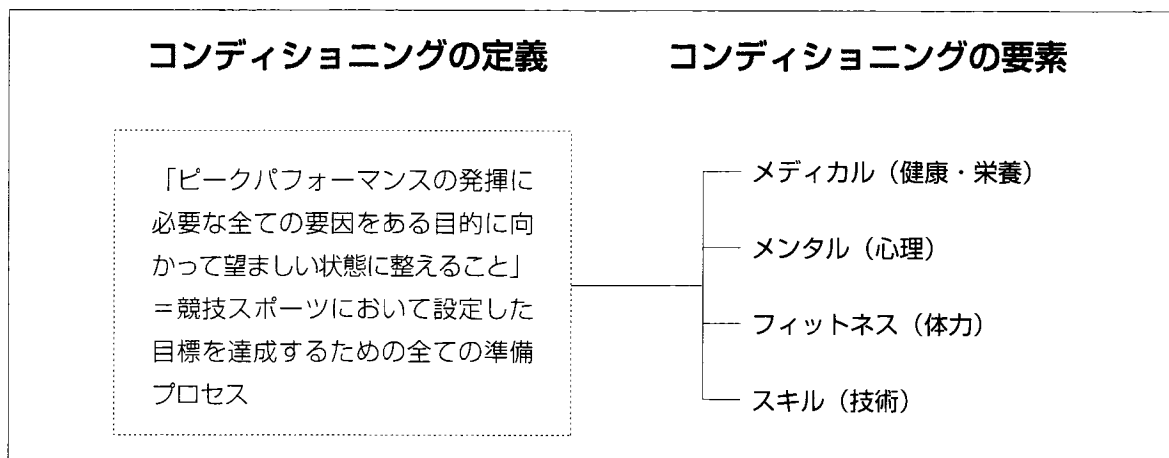 コンディショニングの定義
コンディショニングの要素
「ピークパフォーマンスの発揮に
必要な全ての要因をある目的に向
かって望ましい状態に整えること」
＝競技スポーツにおいて設定した
目標を達成するための全ての準備
プロセス
メディカル（健康・栄養）
メンタル（心理）
フィットネス（体力）
スキル（技術）